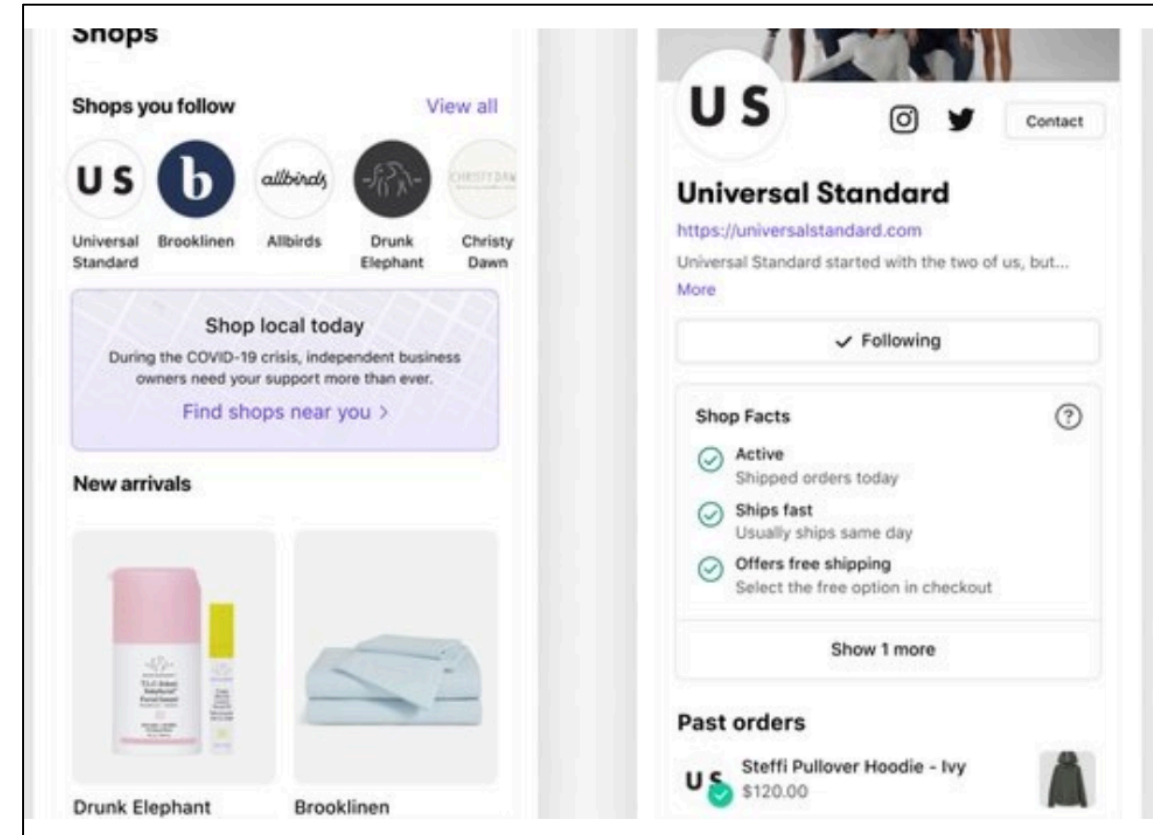 Shops
Shops you follow
View all
US
b
allbirds
CHRISTY DAW
Universal
Standard
Brooklinen
Allbirds
Drunk
Elephant
Christy
Dawn
Shop local today
During the COVID-19 crisis, independent business
owners need your support more than ever.
Find shops near you >
New arrivals
Drunk Elephant
Brooklinen
US
Contact
Universal Standard
https://universalstandard.com
Universal Standard started with the two of us, but...
More
Following
Shop Facts
?
Active
Shipped orders today
Ships fast
Usually ships same day
Offers free shipping
Select the free option in checkout
Show 1 more
Past orders
US
Steffi Pullover Hoodie - Ivy
$120.00